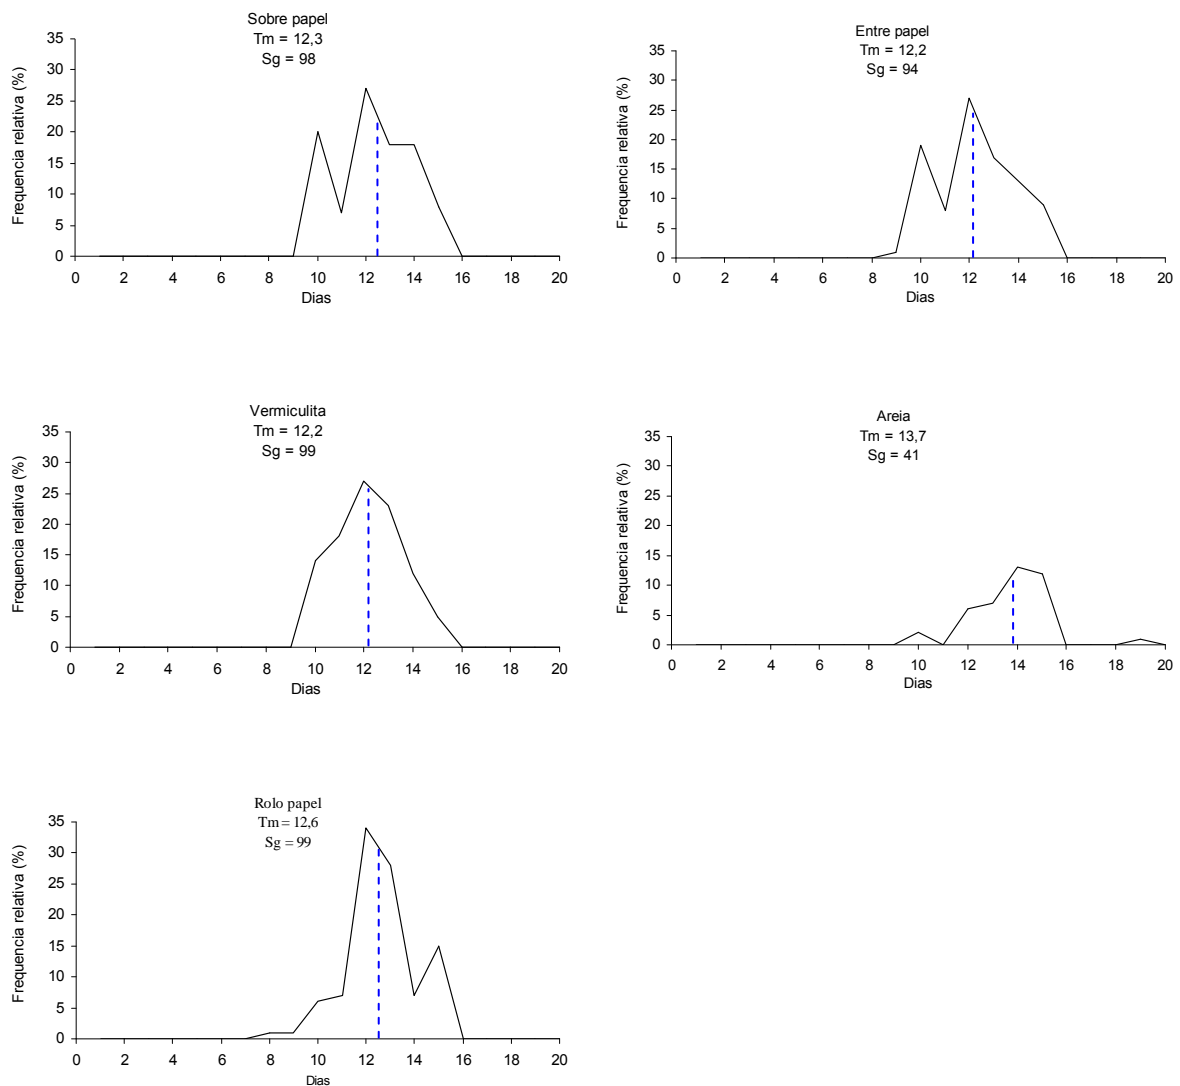 Sobre papel
Tm = 12,3
Sg = 98
Frequencia relativa (%)
35
30
25
20
15
10
5
0
0 2 4 6 8 10 12 14 16 18 20
Dias
Entre papel
Tm = 12,2
Sg = 94
Frequencia relativa (%)
35
30
25
20
15
10
5
0
0 2 4 6 8 10 12 14 16 18 20
Dias
Vermiculita
Tm = 12,2
Sg = 99
Frequencia relativa (%)
35
30
25
20
15
10
5
0
0 2 4 6 8 10 12 14 16 18 20
Dias
Areia
Tm = 13,7
Sg = 41
Frequencia relativa (%)
35
30
25
20
15
10
5
0
0 2 4 6 8 10 12 14 16 18 20
Dias
Rolo papel
Tm = 12,6
Sg = 99
Frequencia relativa (%)
35
30
25
20
15
10
5
0
0 2 4 6 8 10 12 14 16 18 20
Dias